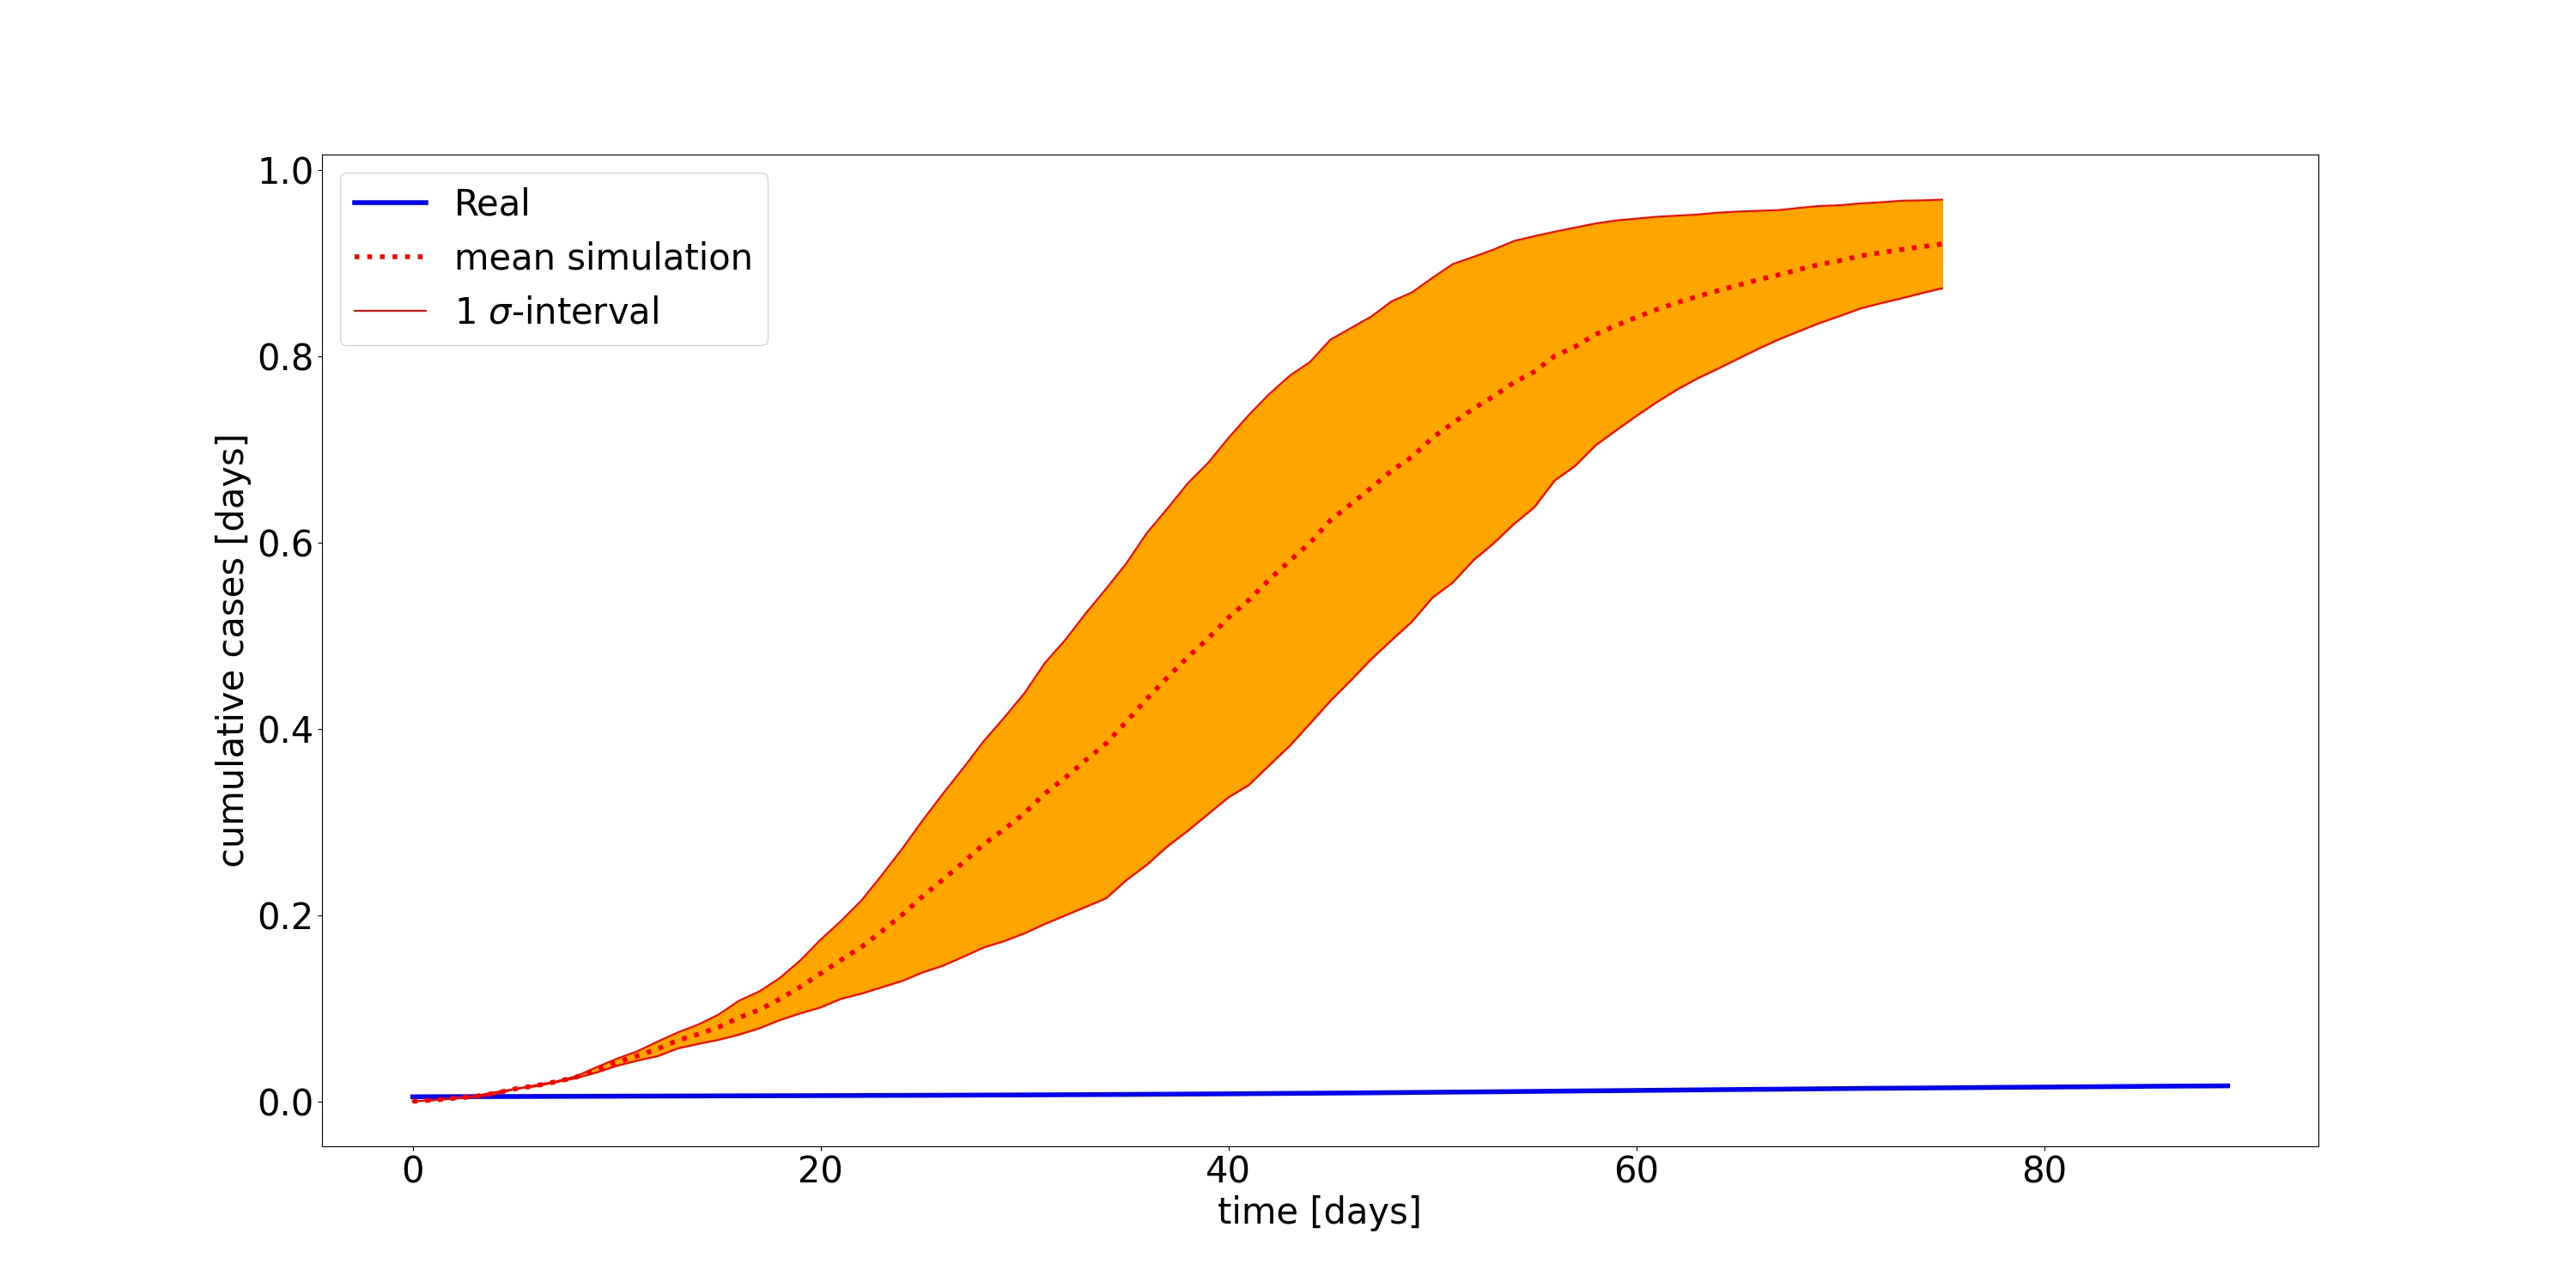 Real
mean simulation
1 σ-interval
cumulative cases [days]
1.0
0.8
0.6
0.4
0.2
0.0
0 20 40 60 80
time [days]